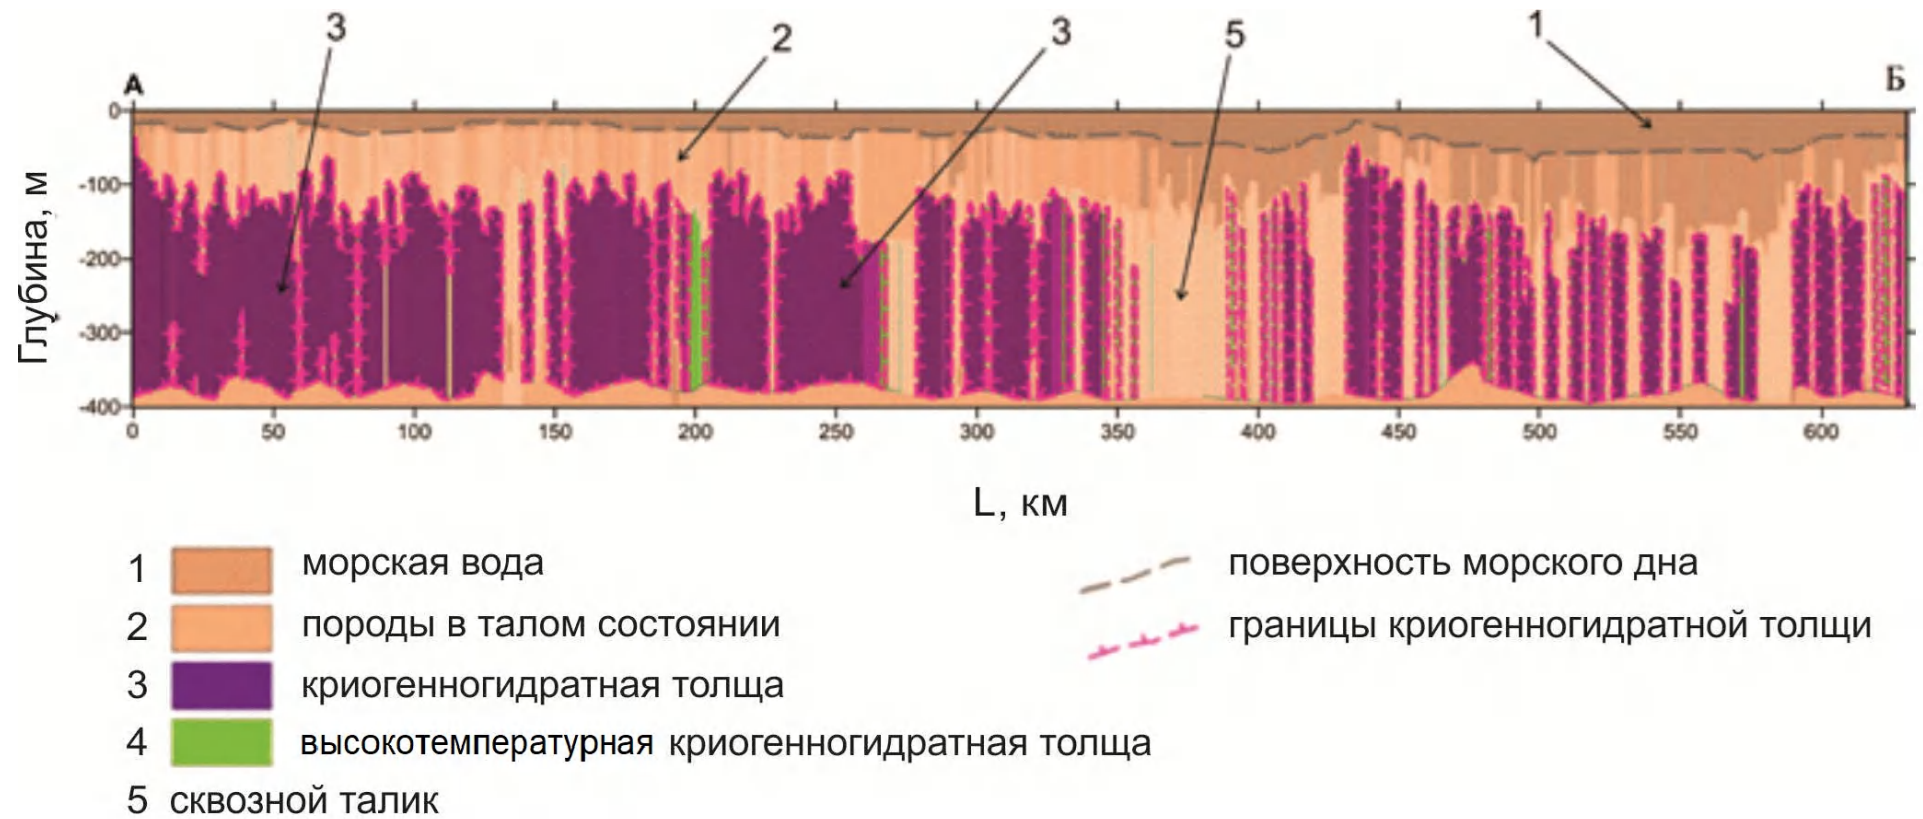 3 2 3 5 1
А Б
0
-100
-200
-300
-400
Глубина, м
0 50 100 150 200 250 300 350 400 450 500 550 600
L, км
1 морская вода
2 породы в талом состоянии
3 криогенногидратная толща
4 высокотемпературная криогенногидратная толща
5 сквозной талик
поверхность морского дна
границы криогенногидратной толщи